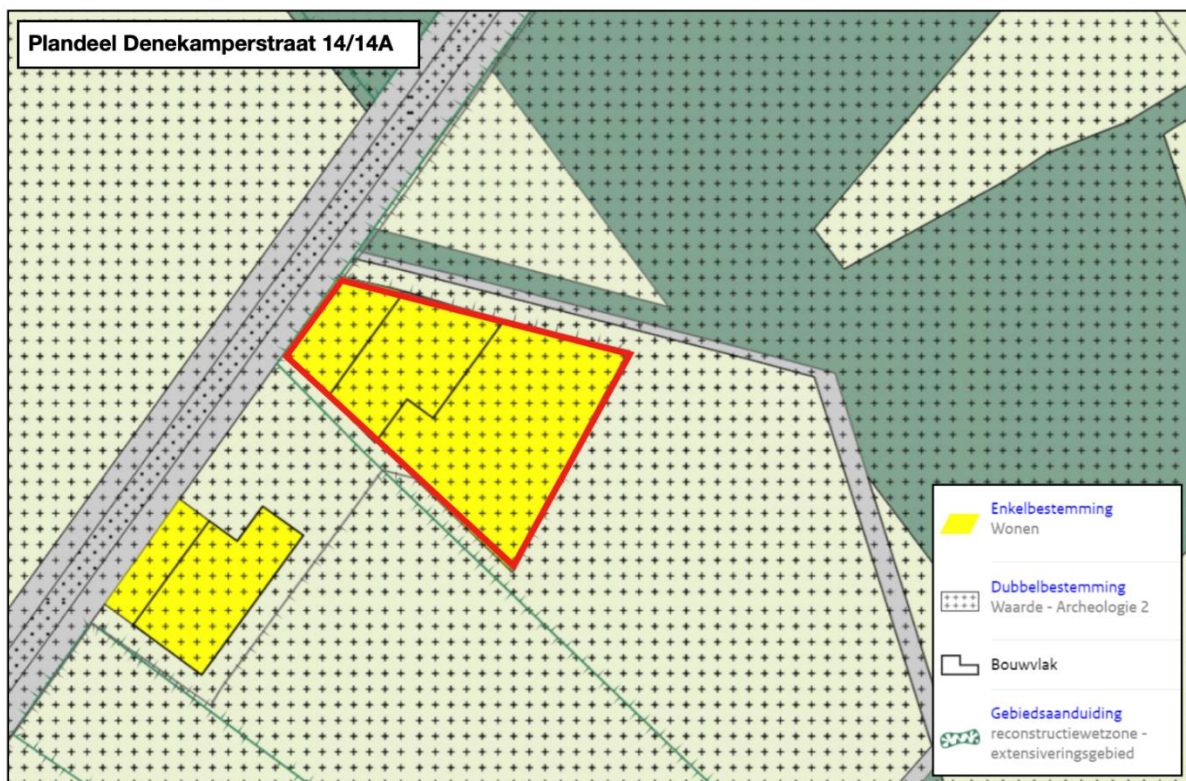 Plandeel Denekamperstraat 14/14A
Enkelbestemming
Wonen
Dubbelbestemming
Waarde - Archeologie 2
Bouwvlak
Gebiedsaanduiding
reconstructiewetzone -
extensiveringsgebied